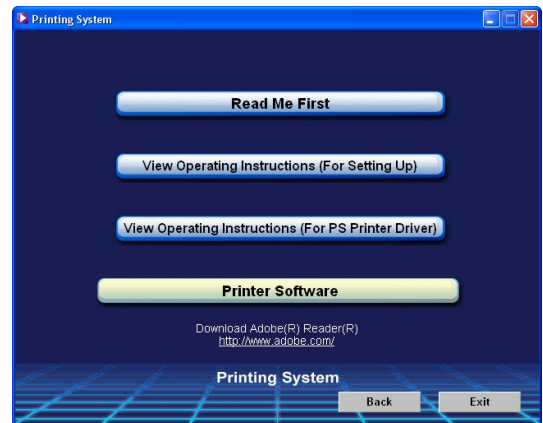 Printing System
Read Me First
View Operating Instructions (For Setting Up)
View Operating Instructions (For PS Printer Driver)
Printer Software
Download Adobe(R) Reader(R)
http://www.adobe.com/
Printing System
Back Exit